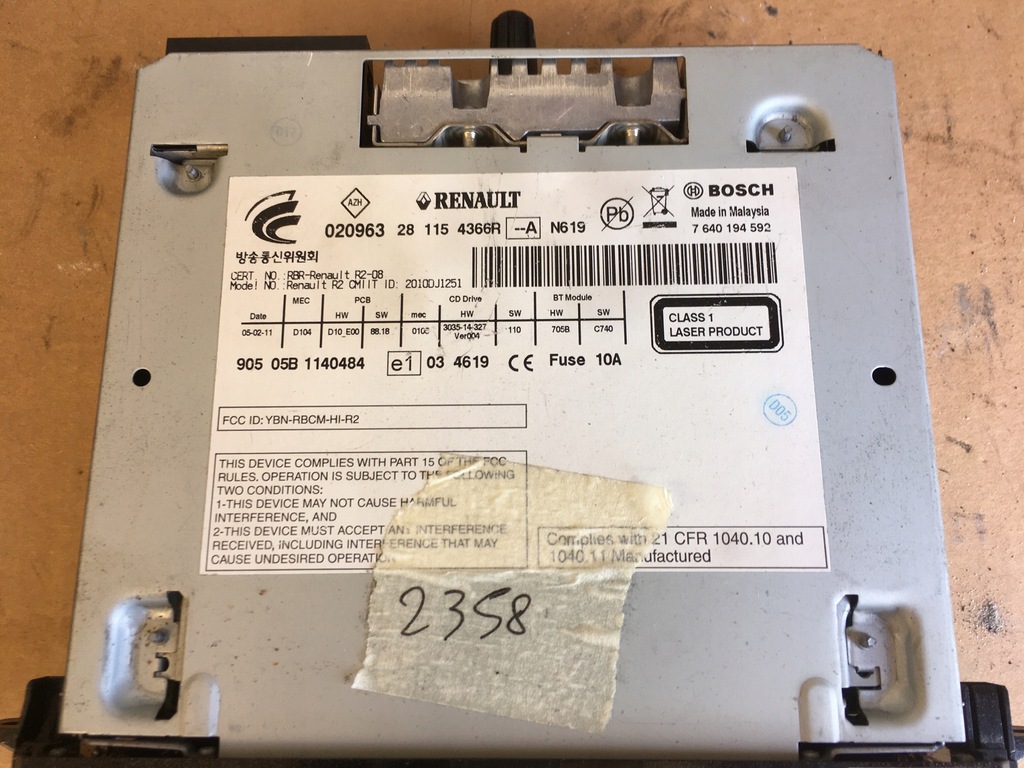 AZH RENAULT Pb BOSCH
Made in Malaysia
020963 28 115 4366R --A N619 7 640 194 592
방송통신위원회
CERT. NO.: RBR-Renault R2-08
Model NO.: Renault R2 CMIIT ID: 2010DJ1251
MEC PCB CD Drive BT Module
Date HW SW mec HW SW HW SW
05-02-11 D104 D10_E00 88.18 3035-14-327 110 705B C740
Ver004
CLASS 1
LASER PRODUCT
905 05B 1140484 e1 03 4619 CE Fuse 10A
D05
FCC ID: YBN-RBCM-HI-R2
THIS DEVICE COMPLIES WITH PART 15 OF THE FCC
RULES. OPERATION IS SUBJECT TO THE FOLLOWING
TWO CONDITIONS:
1-THIS DEVICE MAY NOT CAUSE HARMFUL
INTERFERENCE, AND
2-THIS DEVICE MUST ACCEPT ANY INTERFERENCE
RECEIVED, INCLUDING INTERFERENCE THAT MAY
CAUSE UNDESIRED OPERATION
Complies with 21 CFR 1040.10 and
1040.11 Manufactured
2358